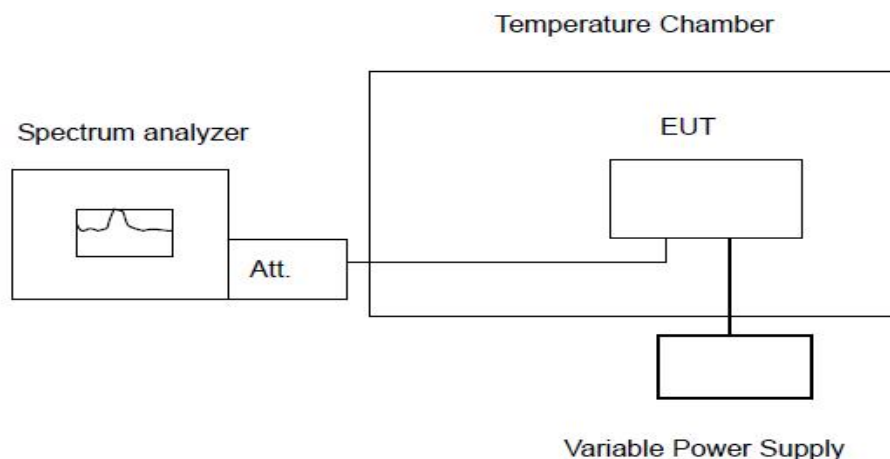 Temperature Chamber
Spectrum analyzer
EUT
Att.
Variable Power Supply